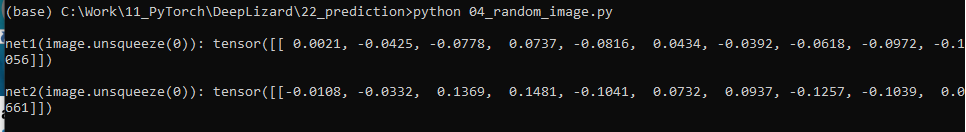 (base) C:\Work\11_PyTorch\DeepLizard\22_prediction>python 04_random_image.py
net1(image.unsqueeze(0)): tensor([[ 0.0021, -0.0425, -0.0778,  0.0737, -0.0816,  0.0434, -0.0392, -0.0618, -0.0972, -0.1
056]])
net2(image.unsqueeze(0)): tensor([[-0.0108, -0.0332,  0.1369,  0.1481, -0.1041,  0.0732,  0.0937, -0.1257, -0.1039,  0.0
661]])